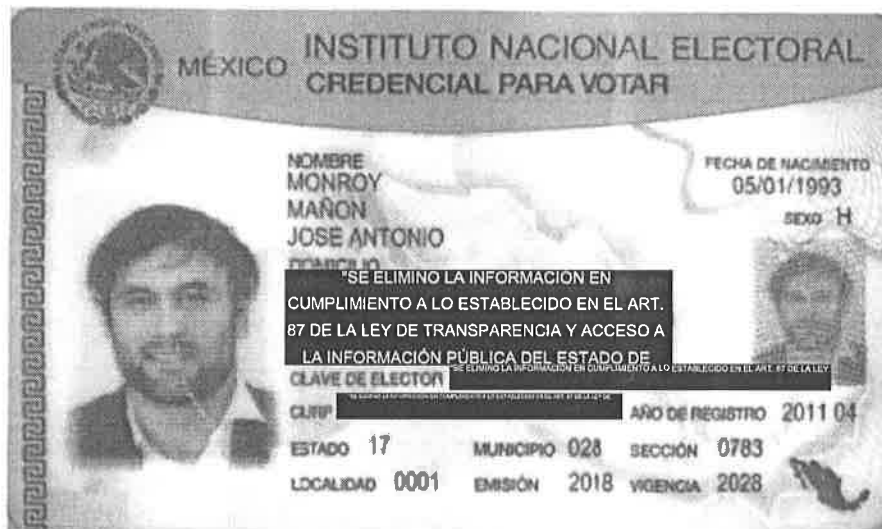 MÉXICO INSTITUTO NACIONAL ELECTORAL
CREDENCIAL PARA VOTAR
NOMBRE
MONROY
MAÑON
JOSE ANTONIO
FECHA DE NACIMIENTO
05/01/1993
SEXO H
DOMICILIO
"SE ELIMINO LA INFORMACIÓN EN
CUMPLIMIENTO A LO ESTABLECIDO EN EL ART.
87 DE LA LEY DE TRANSPARENCIA Y ACCESO A
LA INFORMACIÓN PÚBLICA DEL ESTADO DE
CLAVE DE ELECTOR "SE ELIMINO LA INFORMACIÓN EN CUMPLIMIENTO A LO ESTABLECIDO EN EL ART. 87 DE LA LEY
CURP
AÑO DE REGISTRO 2011 04
ESTADO 17 MUNICIPIO 028 SECCIÓN 0783
LOCALIDAD 0001 EMISIÓN 2018 VIGENCIA 2028